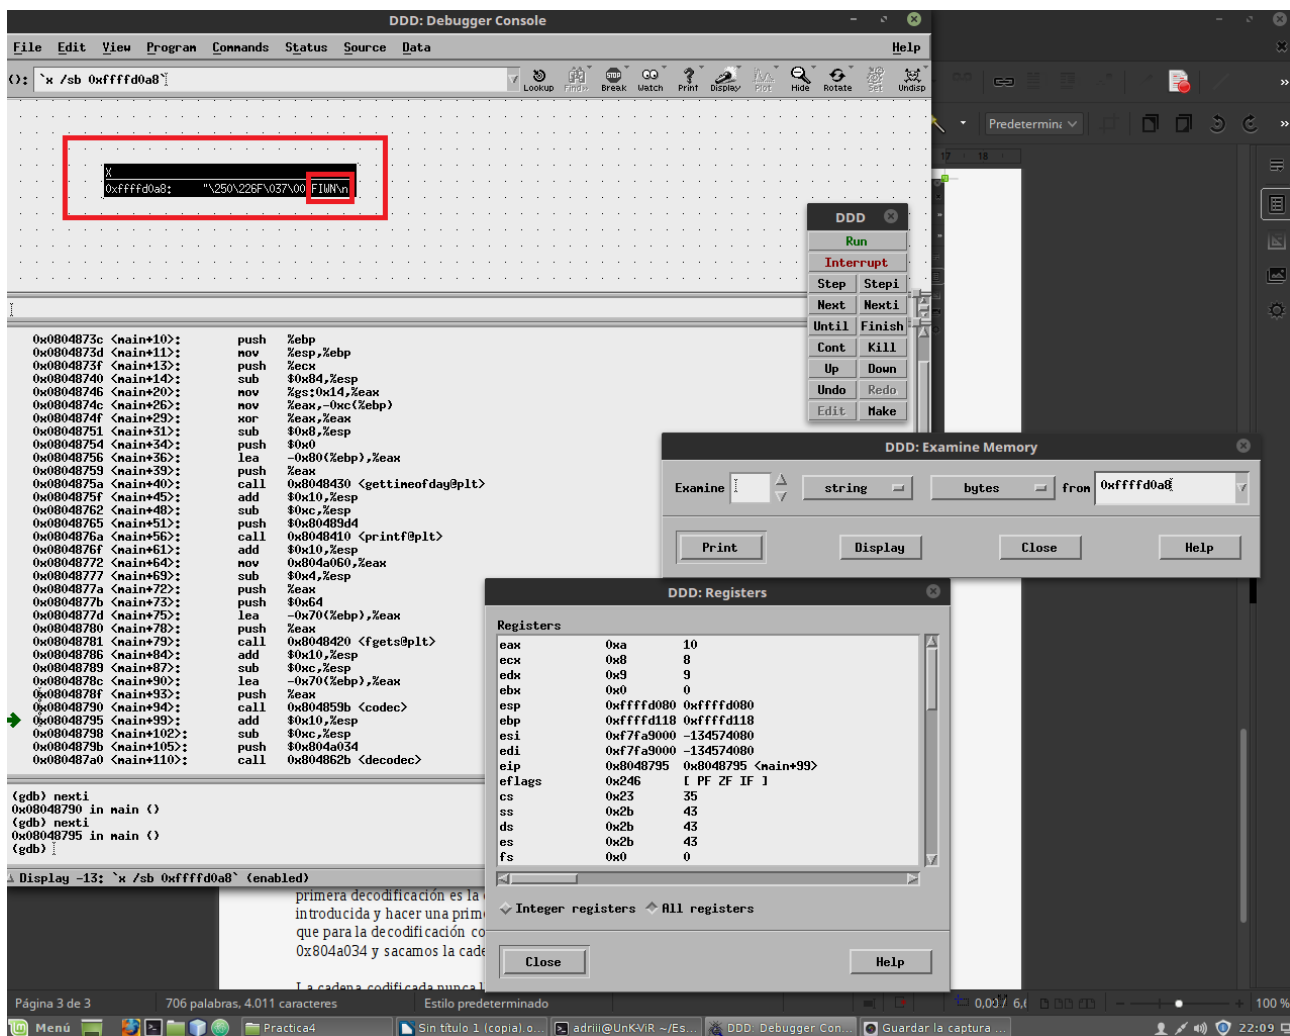 DDD: Debugger Console
File Edit View Program Commands Status Source Data Help
(): `x /sb 0xffffd0a8`
Lookup Find» Break Watch Print Display Plot Hide Rotate Set Undisp
X
0xffffd0a8: "\250\226F\037\00 FIWN\n
Predetermina
17 18
DDD
Run
Interrupt
Step Stepi
Next Nexti
Until Finish
Cont Kill
Up Down
Undo Redo
Edit Make
0x0804873c <main+10>: push %ebp
0x0804873d <main+11>: mov %esp,%ebp
0x0804873f <main+13>: push %ecx
0x08048740 <main+14>: sub $0x84,%esp
0x08048746 <main+20>: mov %gs:0x14,%eax
0x0804874c <main+26>: mov %eax,-0xc(%ebp)
0x0804874f <main+29>: xor %eax,%eax
0x08048751 <main+31>: sub $0x8,%esp
0x08048754 <main+34>: push $0x0
0x08048756 <main+36>: lea -0x80(%ebp),%eax
0x08048759 <main+39>: push %eax
0x0804875a <main+40>: call 0x8048430 <gettimeofday@plt>
0x0804875f <main+45>: add $0x10,%esp
0x08048762 <main+48>: sub $0xc,%esp
0x08048765 <main+51>: push $0x80489d4
0x0804876a <main+56>: call 0x8048410 <printf@plt>
0x0804876f <main+61>: add $0x10,%esp
0x08048772 <main+64>: mov 0x804a060,%eax
0x08048777 <main+69>: sub $0x4,%esp
0x0804877a <main+72>: push %eax
0x0804877b <main+73>: push $0x64
0x0804877d <main+75>: lea -0x70(%ebp),%eax
0x08048780 <main+78>: push %eax
0x08048781 <main+79>: call 0x8048420 <fgets@plt>
0x08048786 <main+84>: add $0x10,%esp
0x08048789 <main+87>: sub $0xc,%esp
0x0804878c <main+90>: lea -0x70(%ebp),%eax
0x0804878f <main+93>: push %eax
0x08048790 <main+94>: call 0x804859b <codec>
0x08048795 <main+99>: add $0x10,%esp
0x08048798 <main+102>: sub $0xc,%esp
0x0804879b <main+105>: push $0x804a034
0x080487a0 <main+110>: call 0x804862b <decodec>
(gdb) nexti
0x08048790 in main ()
(gdb) nexti
0x08048795 in main ()
(gdb)
Display -13: `x /sb 0xffffd0a8` (enabled)
DDD: Examine Memory
Examine string bytes from 0xffffd0a8
Print Display Close Help
DDD: Registers
Registers
eax 0xa 10
ecx 0x8 8
edx 0x9 9
ebx 0x0 0
esp 0xffffd080 0xffffd080
ebp 0xffffd118 0xffffd118
esi 0xf7fa9000 -134574080
edi 0xf7fa9000 -134574080
eip 0x8048795 0x8048795 <main+99>
eflags 0x246 [ PF ZF IF ]
cs 0x23 35
ss 0x2b 43
ds 0x2b 43
es 0x2b 43
fs 0x0 0
Integer registers All registers
Close Help
primera decodificación es la
introducida y hacer una prim
que para la decodificación co
0x804a034 y sacamos la cade
La cadena codificada nunca l
Página 3 de 3 706 palabras, 4.011 caracteres Estilo predeterminado 100 %
Menú Practica4 Sin título 1 (copia).o... adriii@UnK-ViR ~/Es... DDD: Debugger Con... Guardar la captura ... 22:09